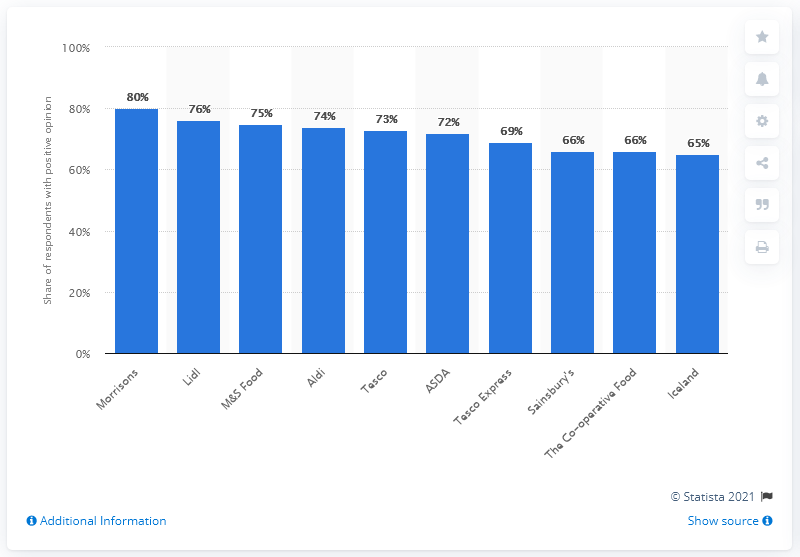 100%
80%
60%
40%
20%
0%
Share of respondents with positive opinion
80%
76%
75%
74%
73%
72%
69%
66%
66%
65%
Morrisons
Lidl
M&S Food
Aldi
Tesco
ASDA
Tesco Express
Sainsbury's
The Co-operative Food
Iceland
© Statista 2021
Additional Information
Show source